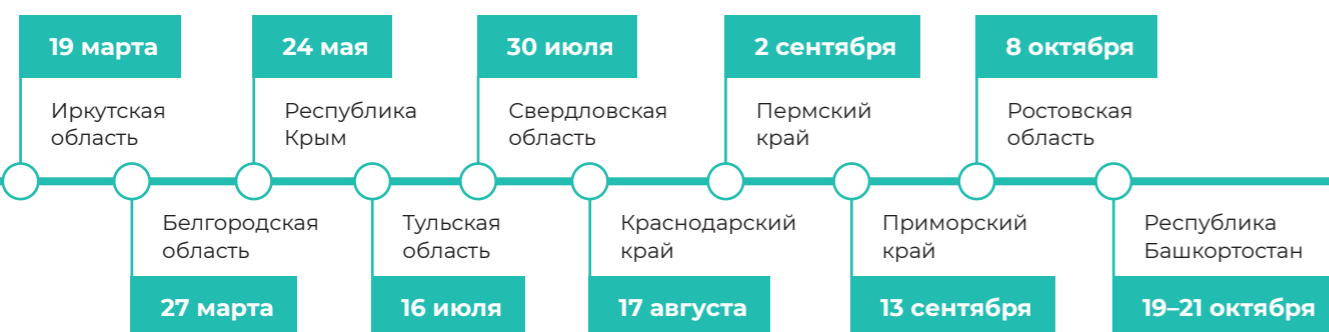 19 марта
24 мая
30 июля
2 сентября
8 октября
Иркутская
область
Республика
Крым
Свердловская
область
Пермский
край
Ростовская
область
Белгородская
область
Тульская
область
Краснодарский
край
Приморский
край
Республика
Башкортостан
27 марта
16 июля
17 августа
13 сентября
19–21 октября